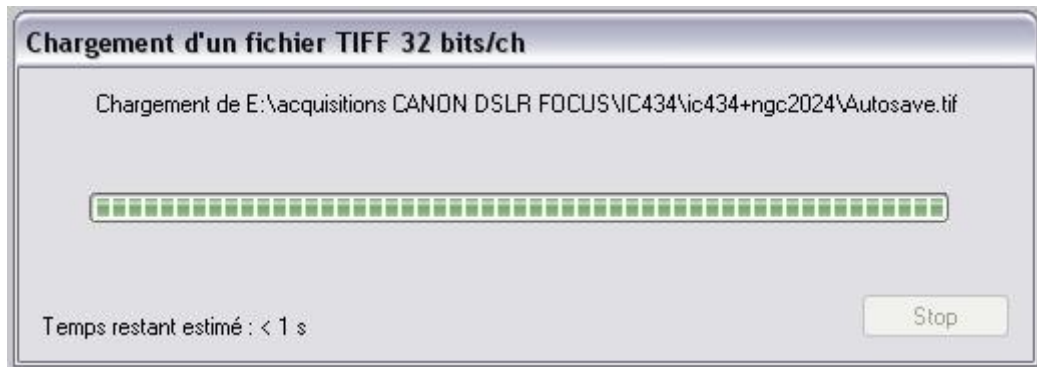 Chargement d'un fichier TIFF 32 bits/ch
Chargement de E:\acquisitions CANON DSLR FOCUS\IC434\ic434+ngc2024\Autosave.tif
Temps restant estimé : < 1 s
Stop